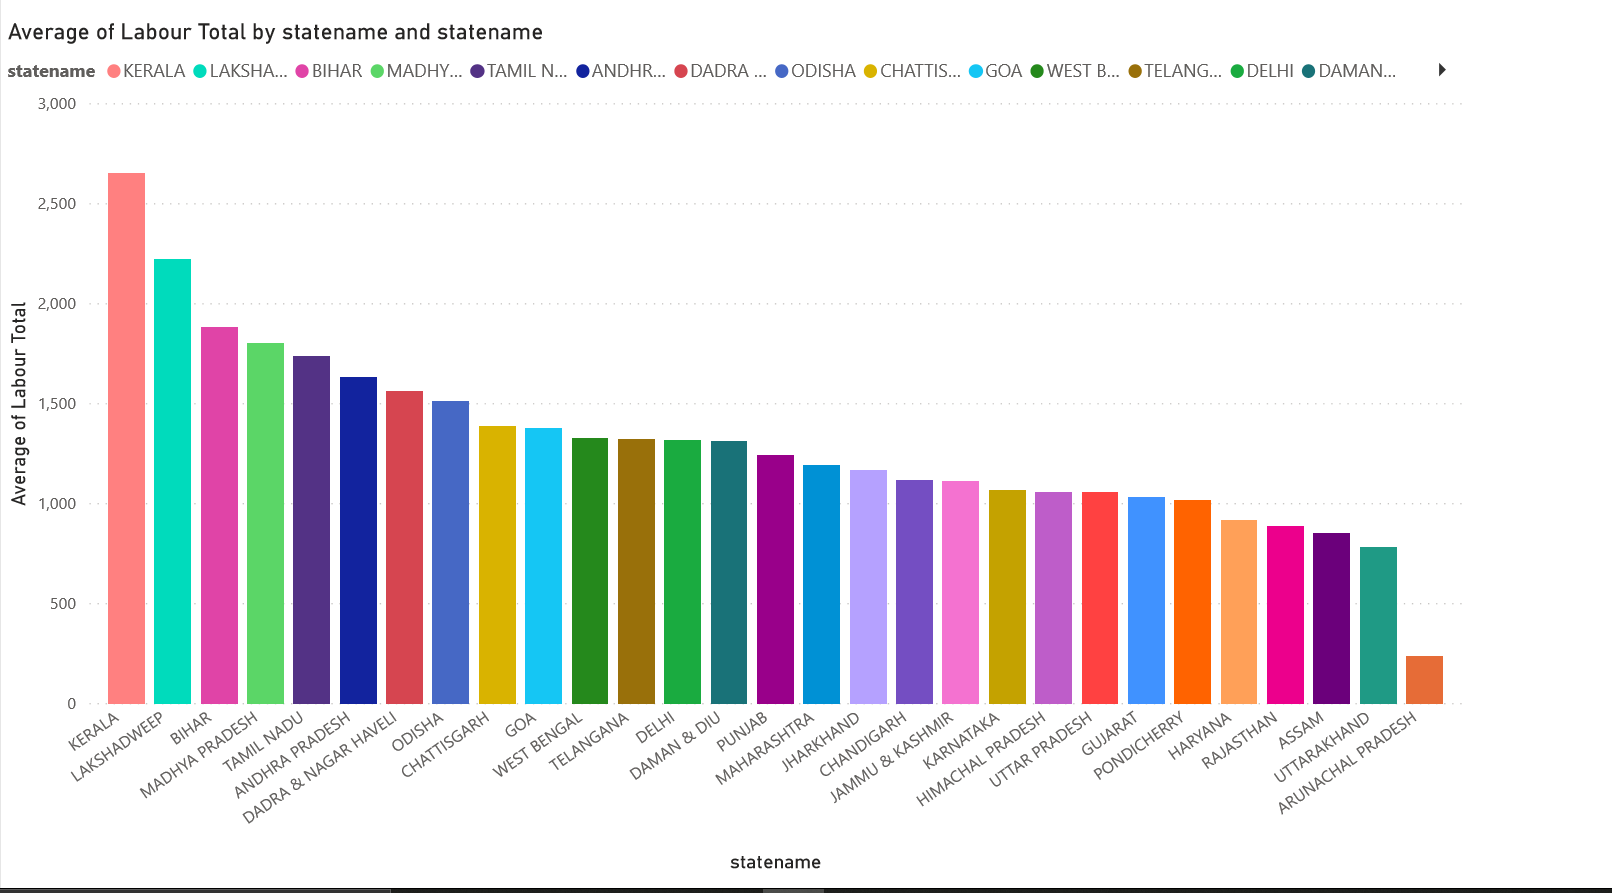 Average of Labour Total by statename and statename
statename KERALA LAKSHA... BIHAR MADHY... TAMIL N... ANDHR... DADRA ... ODISHA CHATTIS... GOA WEST B... TELANG... DELHI DAMAN...
3,000
2,500
2,000
1,500
1,000
500
0
Average of Labour Total
KERALA
LAKSHADWEEP
BIHAR
MADHYA PRADESH
TAMIL NADU
ANDHRA PRADESH
DADRA & NAGAR HAVELI
ODISHA
CHATTISGARH
GOA
WEST BENGAL
TELANGANA
DELHI
DAMAN & DIU
PUNJAB
MAHARASHTRA
JHARKHAND
CHANDIGARH
JAMMU & KASHMIR
KARNATAKA
HIMACHAL PRADESH
UTTAR PRADESH
GUJARAT
PONDICHERRY
HARYANA
RAJASTHAN
ASSAM
UTTARAKHAND
ARUNACHAL PRADESH
statename